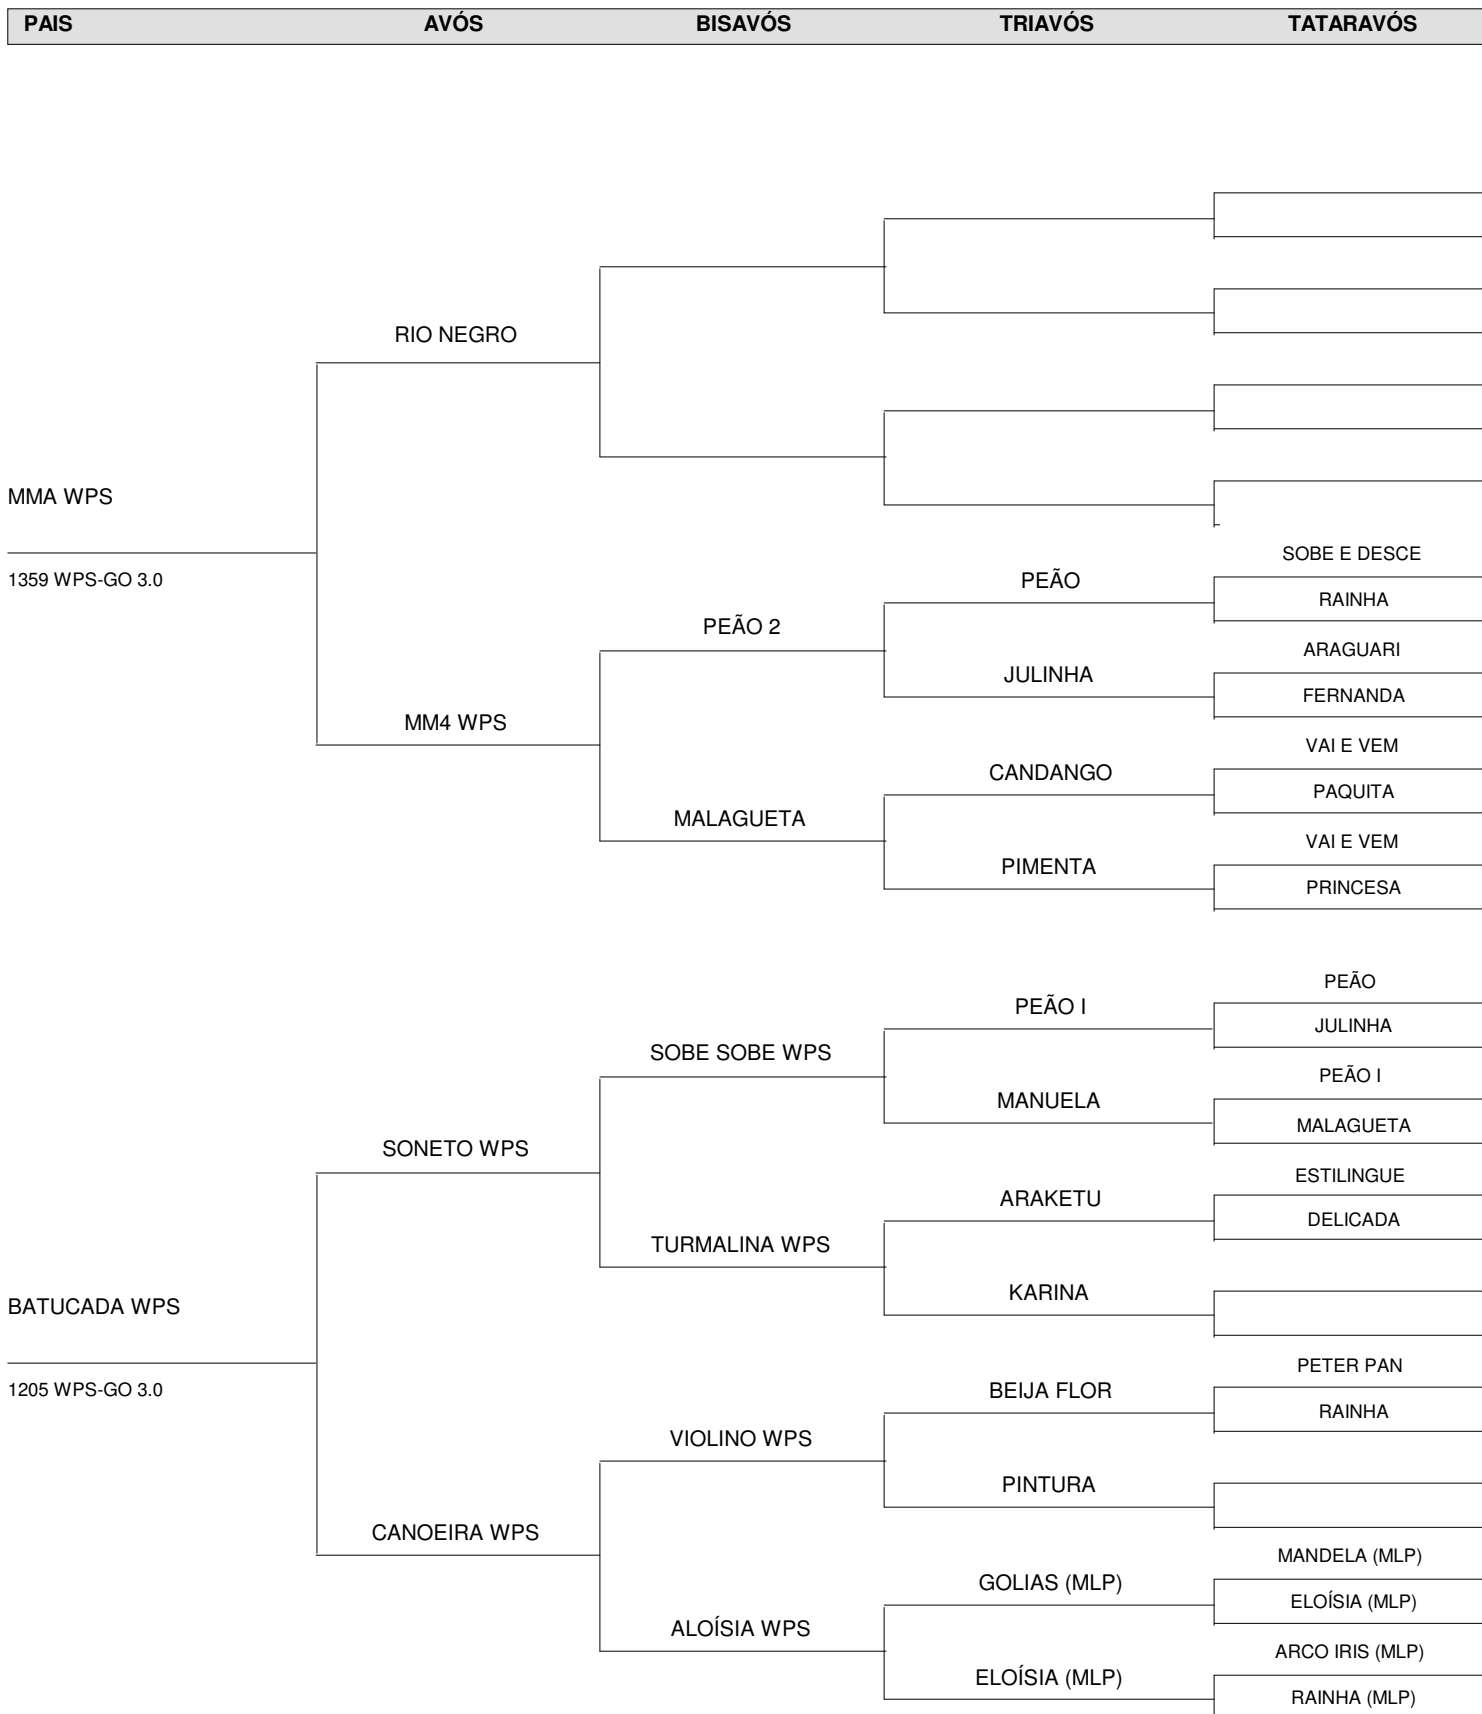 PAIS AVÓS BISAVÓS TRIAVÓS TATARAVÓS
RIO NEGRO
MMA WPS
1359 WPS-GO 3.0
SOBE E DESCE
PEÃO
RAINHA
PEÃO 2
ARAGUARI
JULINHA
FERNANDA
MM4 WPS
VAI E VEM
CANDANGO
PAQUITA
MALAGUETA
VAI E VEM
PIMENTA
PRINCESA
PEÃO
PEÃO I
JULINHA
SOBE SOBE WPS
PEÃO I
MANUELA
MALAGUETA
SONETO WPS
ESTILINGUE
ARAKETU
DELICADA
TURMALINA WPS
KARINA
BATUCADA WPS
1205 WPS-GO 3.0
PETER PAN
BEIJA FLOR
RAINHA
VIOLINO WPS
PINTURA
CANOEIRA WPS
MANDELA (MLP)
GOLIAS (MLP)
ELOÍSIA (MLP)
ALOÍSIA WPS
ARCO IRIS (MLP)
ELOÍSIA (MLP)
RAINHA (MLP)